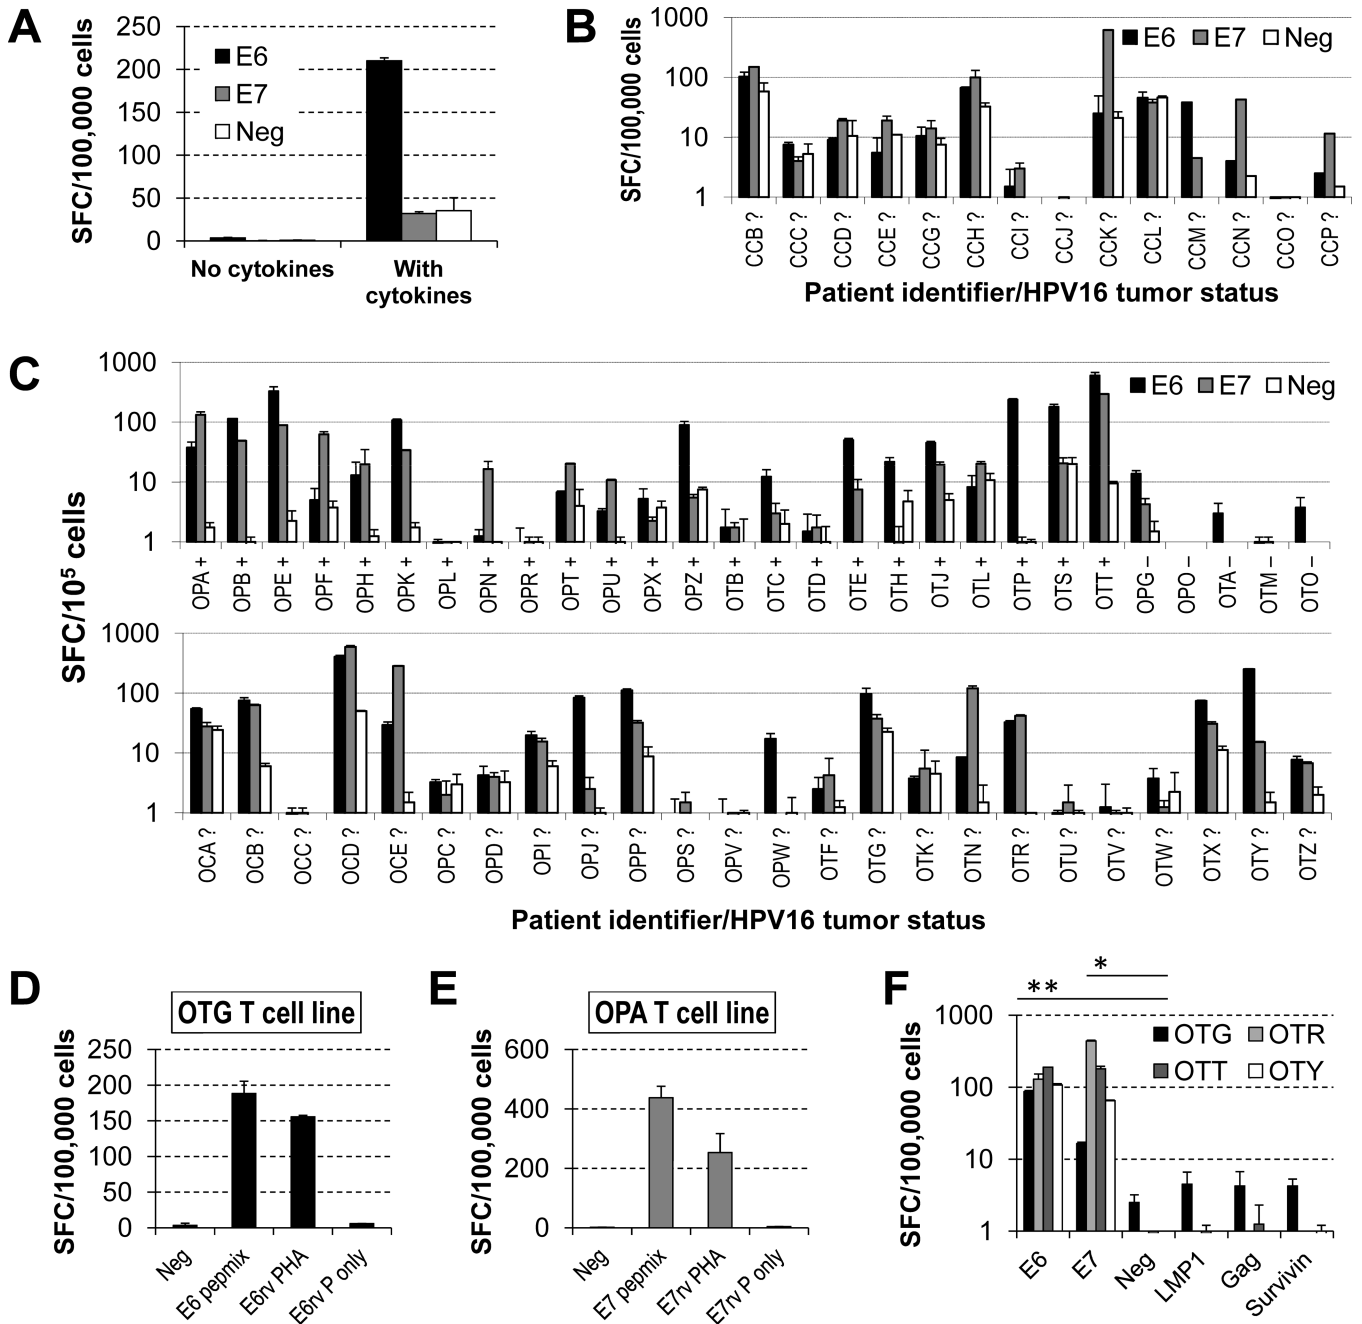 A
SFC/100,000 cells
250
200
150
100
50
0
E6
E7
Neg
No cytokines
With
cytokines
B
SFC/100,000 cells
1000
100
10
1
E6 E7 Neg
CCB ? CCC ? CCD ? CCE ? CCG ? CCH ? CCI ? CCJ ? CCK ? CCL ? CCM ? CCN ? CCO ? CCP ?
Patient identifier/HPV16 tumor status
C
SFC/10⁵ cells
1000
100
10
1
E6 E7 Neg
OPA + OPB + OPE + OPF + OPH + OPK + OPL + OPN + OPR + OPT + OPU + OPX + OPZ + OTB + OTC + OTD + OTE + OTH + OTJ + OTL + OTP + OTS + OTT + OPG – OPO – OTA – OTM – OTO –
1000
100
10
1
OCA ? OCB ? OCC ? OCD ? OCE ? OPC ? OPD ? OPI ? OPJ ? OPP ? OPS ? OPV ? OPW ? OTF ? OTG ? OTK ? OTN ? OTR ? OTU ? OTV ? OTW ? OTX ? OTY ? OTZ ?
Patient identifier/HPV16 tumor status
D
OTG T cell line
SFC/100,000 cells
250
200
150
100
50
0
Neg
E6 pepmix
E6rv PHA
E6rv P only
E
OPA T cell line
SFC/100,000 cells
600
400
200
0
Neg
E7 pepmix
E7rv PHA
E7rv P only
F
*
**
SFC/100,000 cells
1000
100
10
1
OTG OTR
OTT OTY
E6
E7
Neg
LMP1
Gag
Survivin